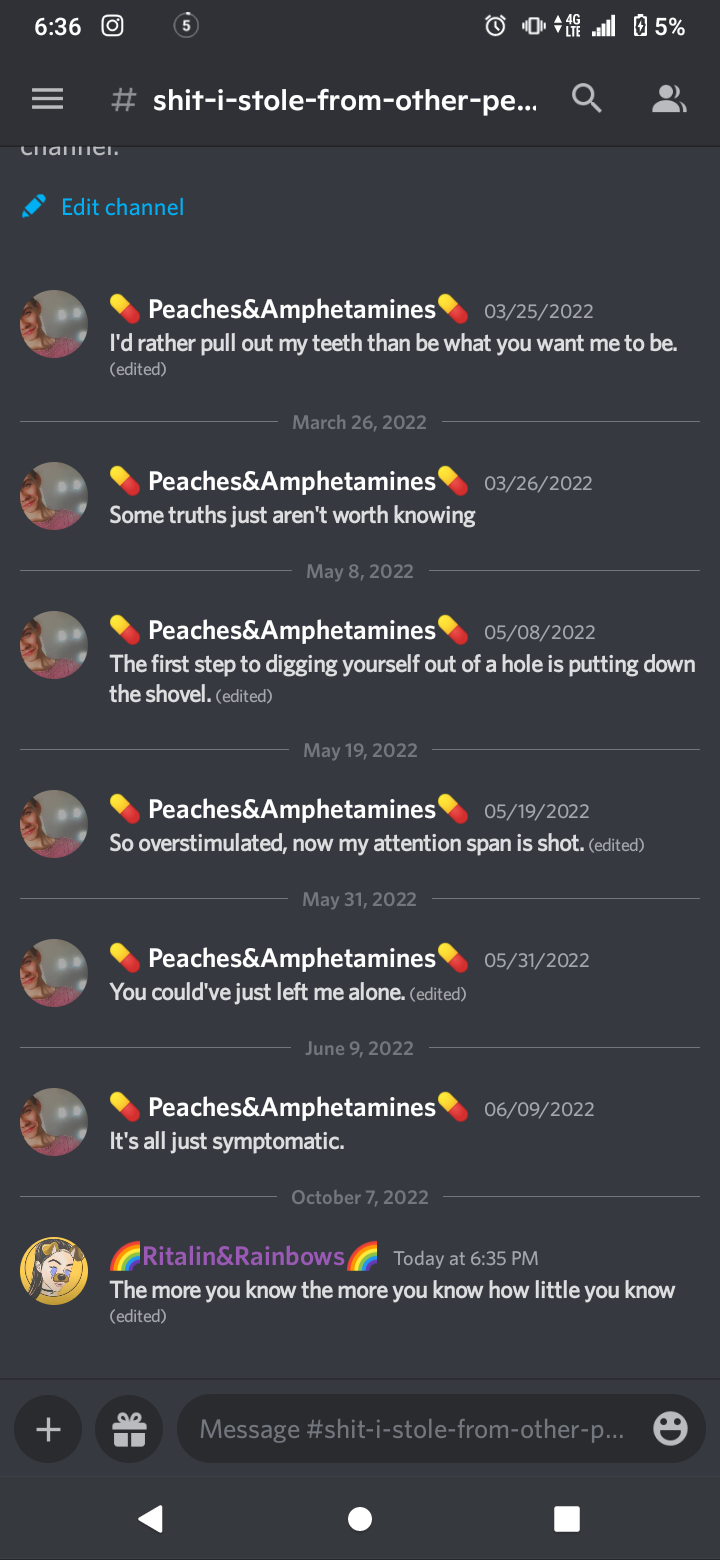 6:36 5 4G LTE 5%
# shit-i-stole-from-other-pe...
channel.
Edit channel
Peaches&Amphetamines 03/25/2022
I'd rather pull out my teeth than be what you want me to be.
(edited)
March 26, 2022
Peaches&Amphetamines 03/26/2022
Some truths just aren't worth knowing
May 8, 2022
Peaches&Amphetamines 05/08/2022
The first step to digging yourself out of a hole is putting down
the shovel. (edited)
May 19, 2022
Peaches&Amphetamines 05/19/2022
So overstimulated, now my attention span is shot. (edited)
May 31, 2022
Peaches&Amphetamines 05/31/2022
You could've just left me alone. (edited)
June 9, 2022
Peaches&Amphetamines 06/09/2022
It's all just symptomatic.
October 7, 2022
Ritalin&Rainbows Today at 6:35 PM
The more you know the more you know how little you know
(edited)
Message #shit-i-stole-from-other-p...